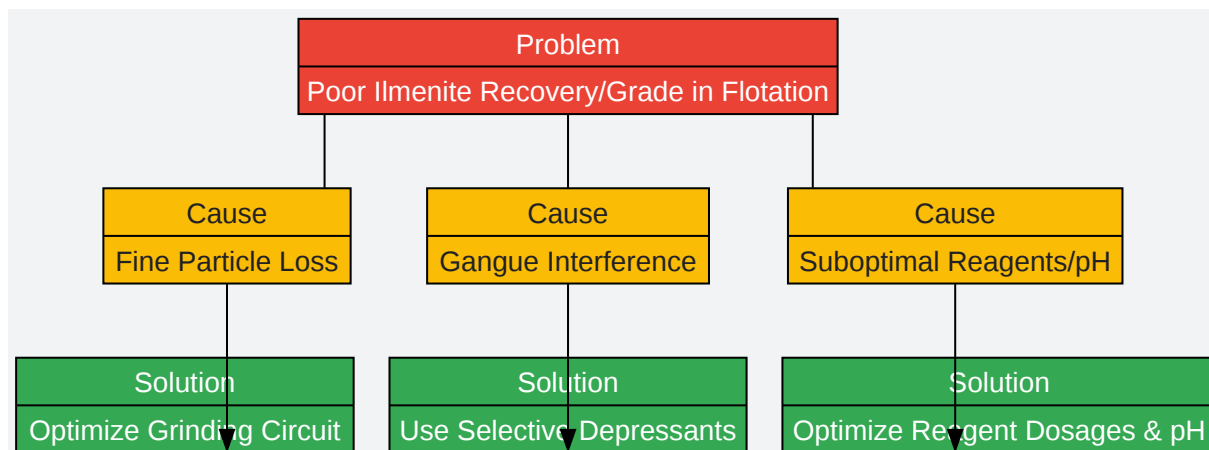 Problem
Poor Ilmenite Recovery/Grade in Flotation
Cause
Fine Particle Loss
Cause
Gangue Interference
Cause
Suboptimal Reagents/pH
Solution
Optimize Grinding Circuit
Solution
Use Selective Depressants
Solution
Optimize Reagent Dosages & pH